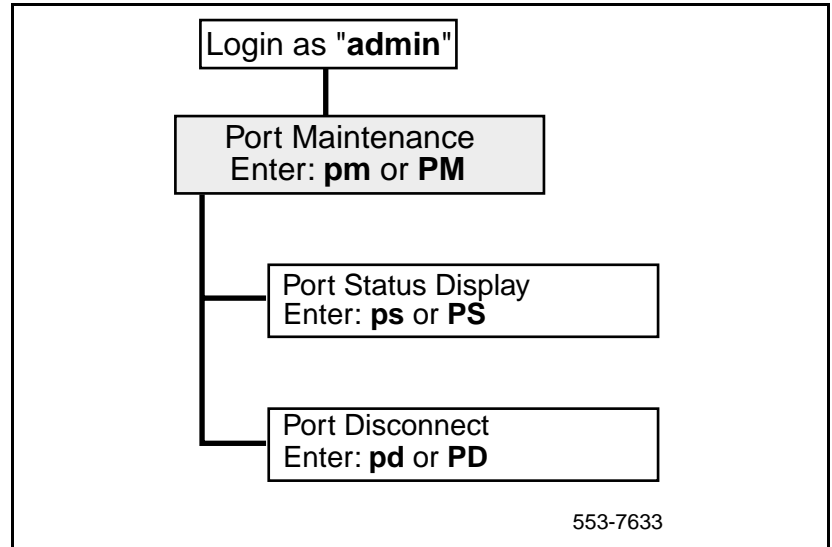 Login as "admin"
Port Maintenance
Enter: pm or PM
Port Status Display
Enter: ps or PS
Port Disconnect
Enter: pd or PD
553-7633